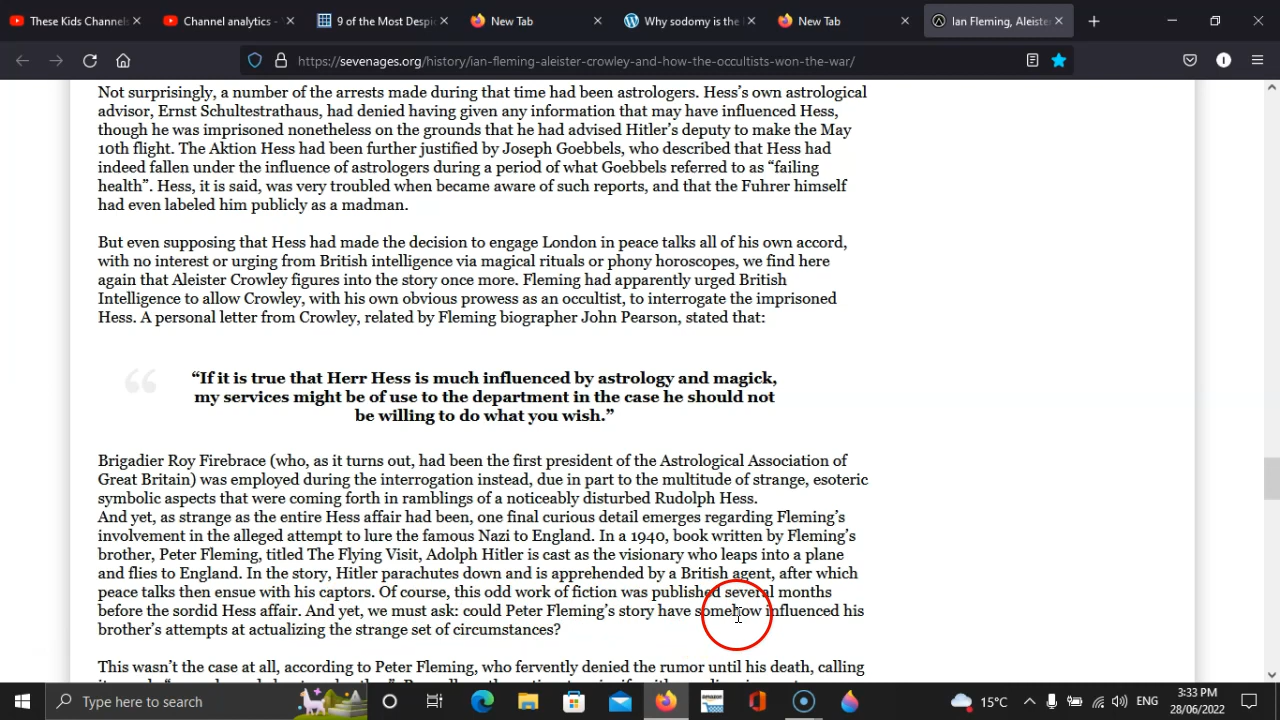 These Kids Channels
Channel analytics -
9 of the Most Despi
New Tab
Why sodomy is the
New Tab
Ian Fleming, Aleiste
https://sevenages.org/history/ian-fleming-aleister-crowley-and-how-the-occultists-won-the-war/
Not surprisingly, a number of the arrests made during that time had been astrologers. Hess's own astrological
advisor, Ernst Schultestrathaus, had denied having given any information that may have influenced Hess,
though he was imprisoned nonetheless on the grounds that he had advised Hitler's deputy to make the May
10th flight. The Aktion Hess had been further justified by Joseph Goebbels, who described that Hess had
indeed fallen under the influence of astrologers during a period of what Goebbels referred to as “failing
health”. Hess, it is said, was very troubled when became aware of such reports, and that the Fuhrer himself
had even labeled him publicly as a madman.
But even supposing that Hess had made the decision to engage London in peace talks all of his own accord,
with no interest or urging from British intelligence via magical rituals or phony horoscopes, we find here
again that Aleister Crowley figures into the story once more. Fleming had apparently urged British
Intelligence to allow Crowley, with his own obvious prowess as an occultist, to interrogate the imprisoned
Hess. A personal letter from Crowley, related by Fleming biographer John Pearson, stated that:
“If it is true that Herr Hess is much influenced by astrology and magick,
my services might be of use to the department in the case he should not
be willing to do what you wish.”
Brigadier Roy Firebrace (who, as it turns out, had been the first president of the Astrological Association of
Great Britain) was employed during the interrogation instead, due in part to the multitude of strange, esoteric
symbolic aspects that were coming forth in ramblings of a noticeably disturbed Rudolph Hess.
And yet, as strange as the entire Hess affair had been, one final curious detail emerges regarding Fleming's
involvement in the alleged attempt to lure the famous Nazi to England. In a 1940, book written by Fleming's
brother, Peter Fleming, titled The Flying Visit, Adolph Hitler is cast as the visionary who leaps into a plane
and flies to England. In the story, Hitler parachutes down and is apprehended by a British agent, after which
peace talks then ensue with his captors. Of course, this odd work of fiction was published several months
before the sordid Hess affair. And yet, we must ask: could Peter Fleming's story have somehow influenced his
brother's attempts at actualizing the strange set of circumstances?
This wasn't the case at all, according to Peter Fleming, who fervently denied the rumor until his death, calling
Type here to search
15°C
ENG
3:33 PM
28/06/2022